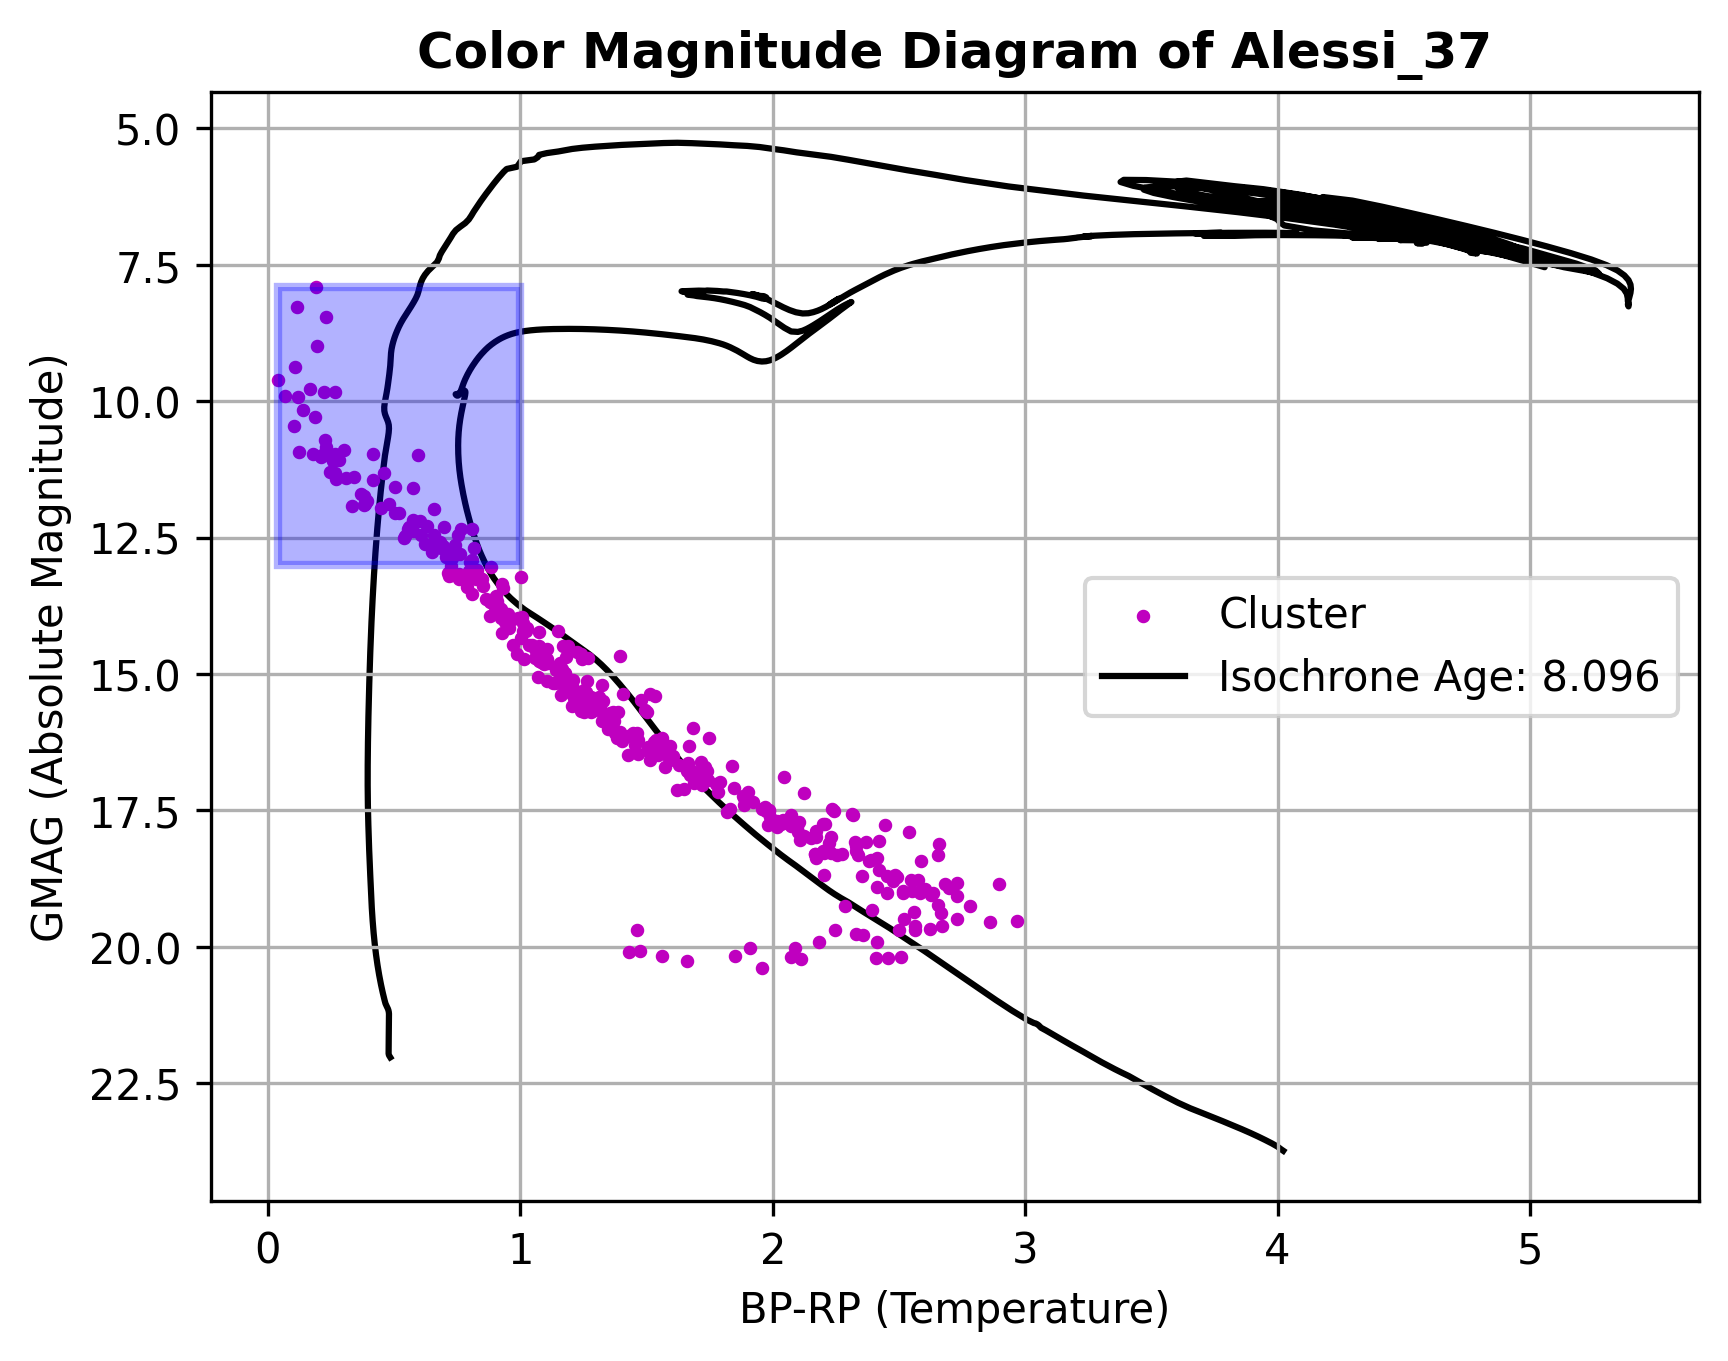 Color Magnitude Diagram of Alessi_37
GMAG (Absolute Magnitude)
5.0
7.5
10.0
12.5
15.0
17.5
20.0
22.5
Cluster
Isochrone Age: 8.096
0 1 2 3 4 5
BP-RP (Temperature)